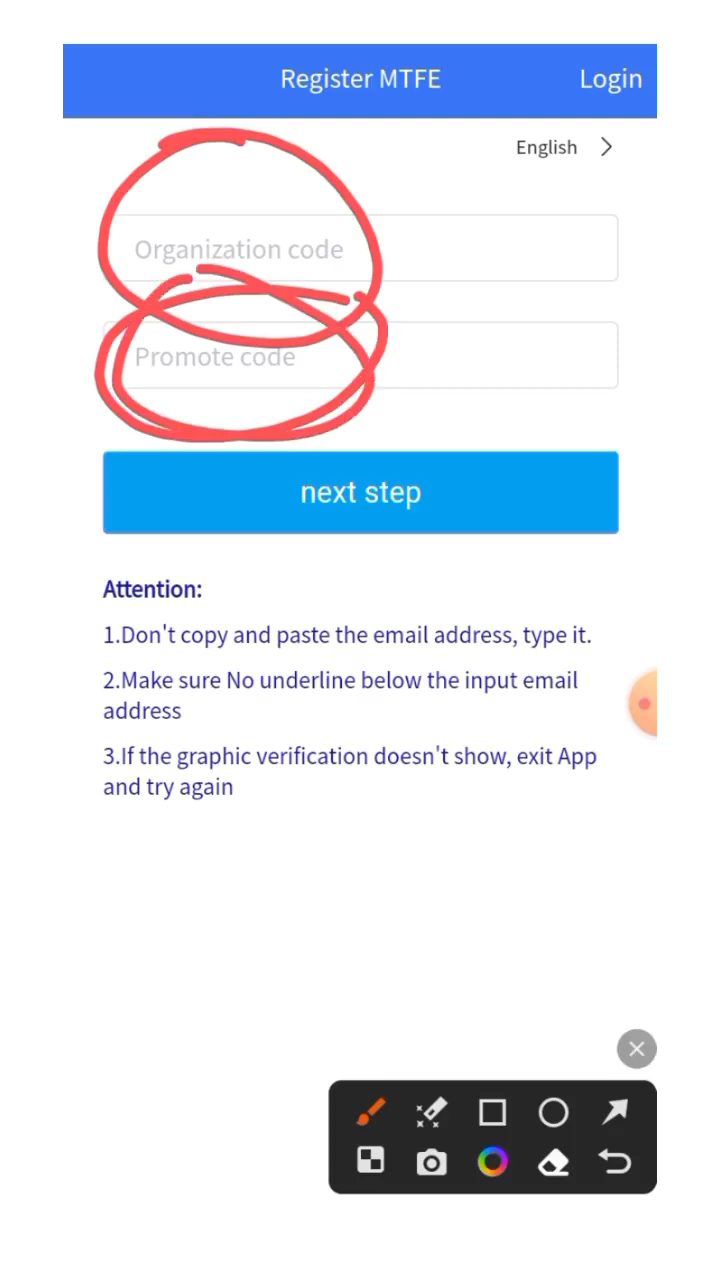 Register MTFE Login
English
Organization code
Promote code
next step
Attention:
1.Don't copy and paste the email address, type it.
2.Make sure No underline below the input email
address
3.If the graphic verification doesn't show, exit App
and try again